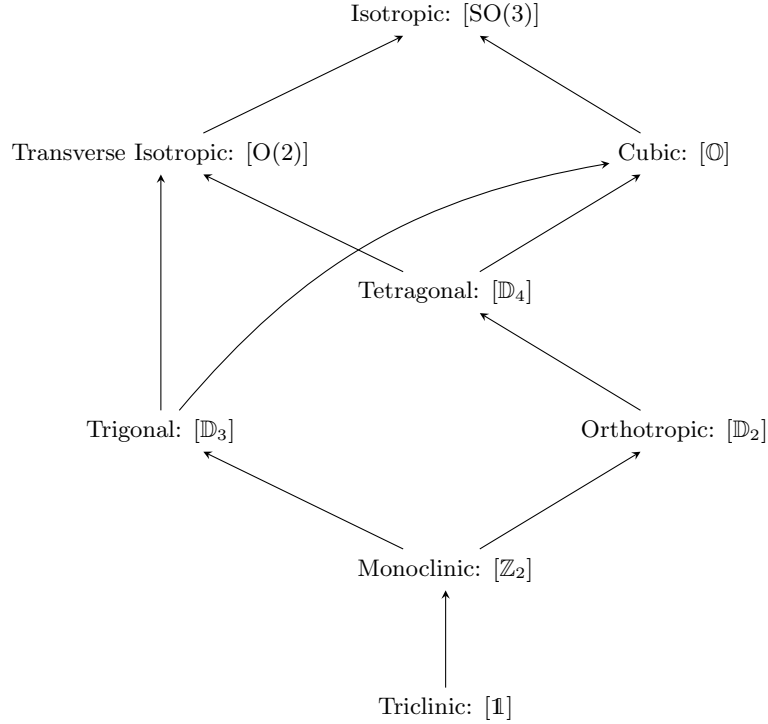 Isotropic: [SO(3)]
Transverse Isotropic: [O(2)]
Cubic: [𝕆]
Tetragonal: [𝔻₄]
Trigonal: [𝔻₃]
Orthotropic: [𝔻₂]
Monoclinic: [ℤ₂]
Triclinic: [𝟙]